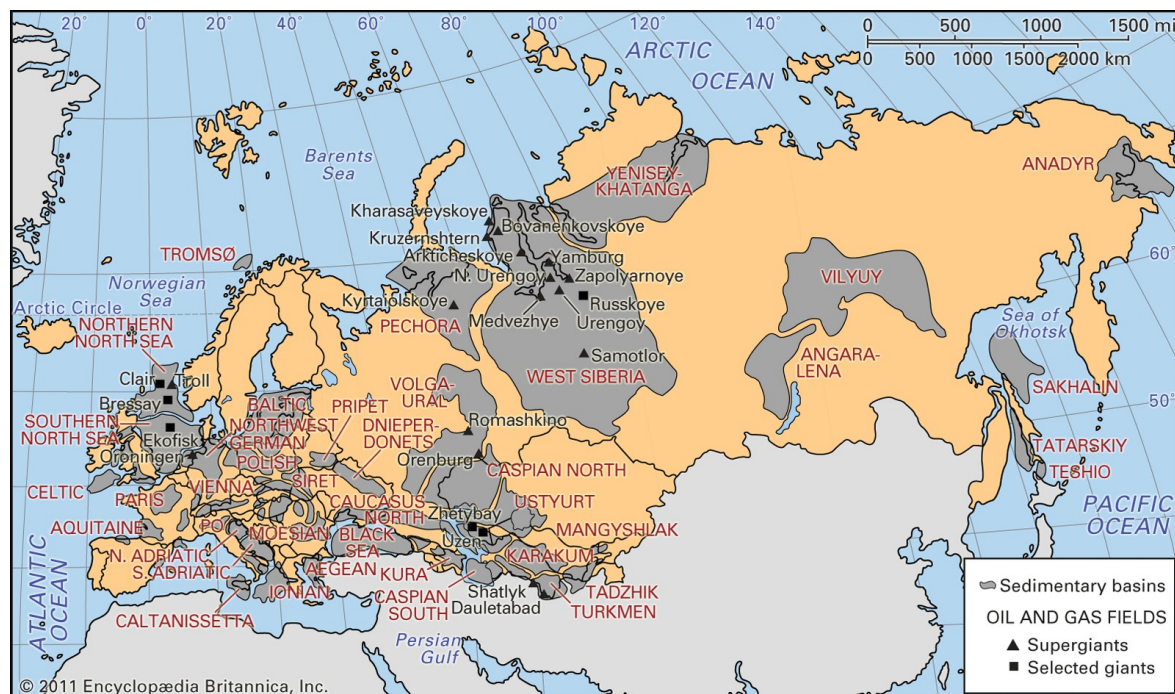 20°
10°
0°
10°
20°
40°
60°
80°
100°
120°
140°
0 500 1000 1500 mi
0 500 1000 1500 2000 km
ARCTIC
OCEAN
Barents
Sea
YENISEY-
KHATANGA
ANADYR
Kharasaveyskoye
Bovanenkovskoye
Kruzernshtern
Arkticheskoye
Yamburg
N. Urengoy
Zapolyarnoye
TROMSØ
60°
VILYUY
Norwegian
Sea
Russkoye
Kyrtaiolskoye
Medvezhye
Urengoy
Sea of
Okhotsk
Arctic Circle
NORTHERN
NORTH SEA
PECHORA
Samotlor
ANGARA-
LENA
WEST SIBERIA
Clair
Troll
SAKHALIN
Bressay
VOLGA-
URAL
50°
BALTIC
PRIPET
SOUTHERN
NORTH SEA
NORTHWEST
GERMAN
DNIEPER-
DONETS
Romashkino
Ekofisk
Oroningen
POLISH
Orenburg
TATARSKIY
TESHIO
CELTIC
PARIS
VIENNA
SIRET
CASPIAN NORTH
CAUCASUS
NORTH
USTYURT
PACIFIC
OCEAN
Zhetybay
AQUITAINE
PO
MOESIAN
BLACK
SEA
Uzen
MANGYSHLAK
N. ADRIATIC
S. ADRIATIC
AEGEAN
KURA
KARAKUM
IONIAN
CASPIAN
SOUTH
Shatlyk
Dauletabad
TADZHIK
TURKMEN
CALTANISSETTA
ATLANTIC
OCEAN
Persian
Gulf
Sedimentary basins
OIL AND GAS FIELDS
Supergiants
Selected giants
© 2011 Encyclopædia Britannica, Inc.